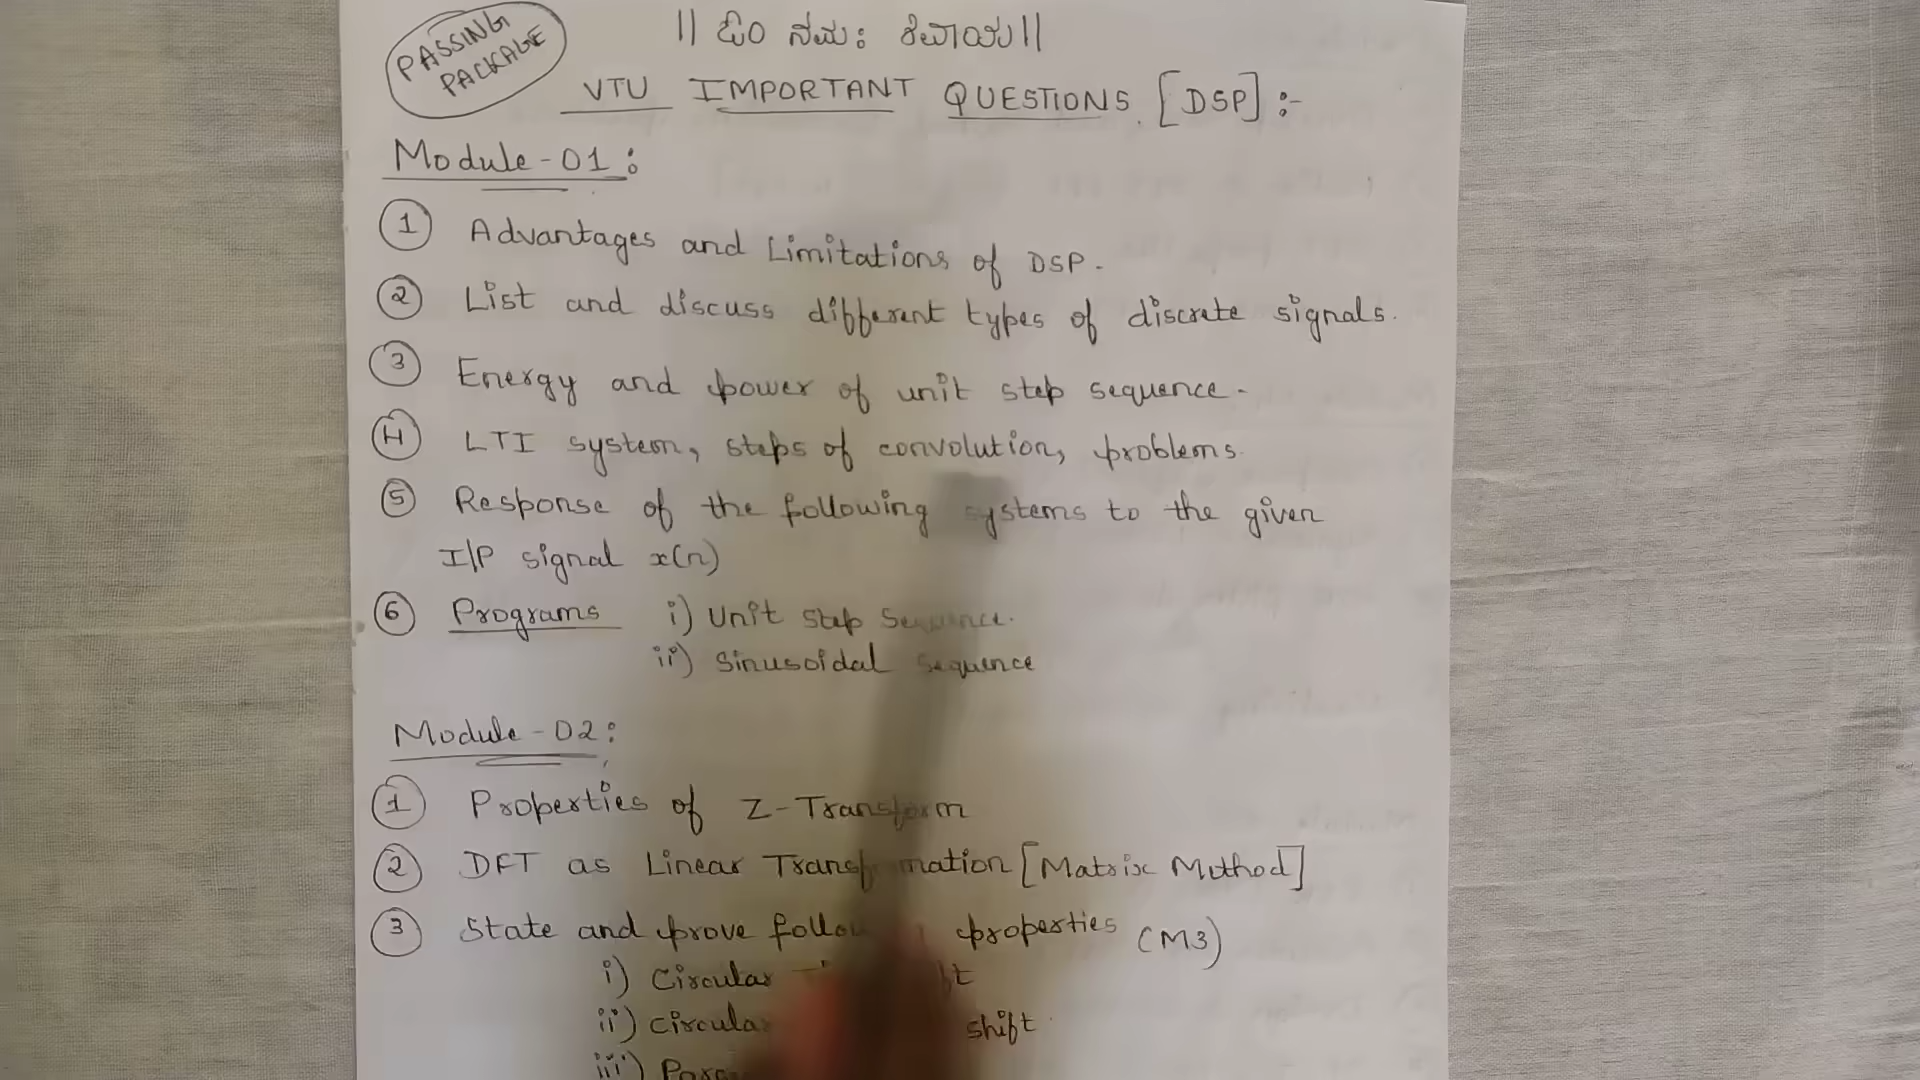 PASSING
PACKAGE
|| ಓಂ ನಮಃ ಶಿವಾಯ ||
VTU IMPORTANT QUESTIONS [DSP] :-
Module-01 :
1 Advantages and Limitations of DSP.
2 List and discuss different types of discrete signals.
3 Energy and power of unit step sequence.
4 LTI system, steps of convolution, problems.
5 Response of the following systems to the given
I/P signal x(n)
6 Programs i) Unit step Sequence.
ii) Sinusoidal Sequence
Module-02 :
1 Properties of Z-Transform
2 DFT as Linear Transformation [Matrix Method]
3 State and prove properties (M3)
i) Circular
ii) Circular shift
iii)